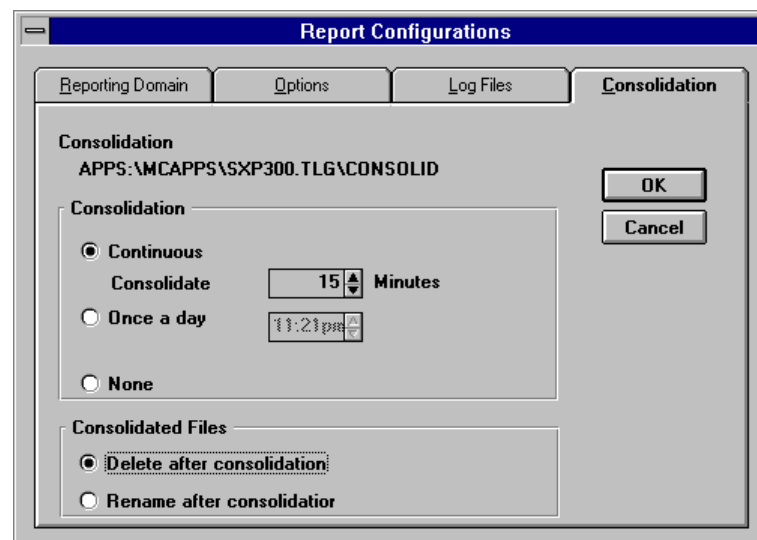 Report Configurations
Reporting Domain Options Log Files Consolidation
Consolidation
APPS:\MCAPPS\SXP300.TLG\CONSOLID
OK
Cancel
Consolidation
Continuous
Consolidate 15 Minutes
Once a day 11:21pm
None
Consolidated Files
Delete after consolidation
Rename after consolidatior